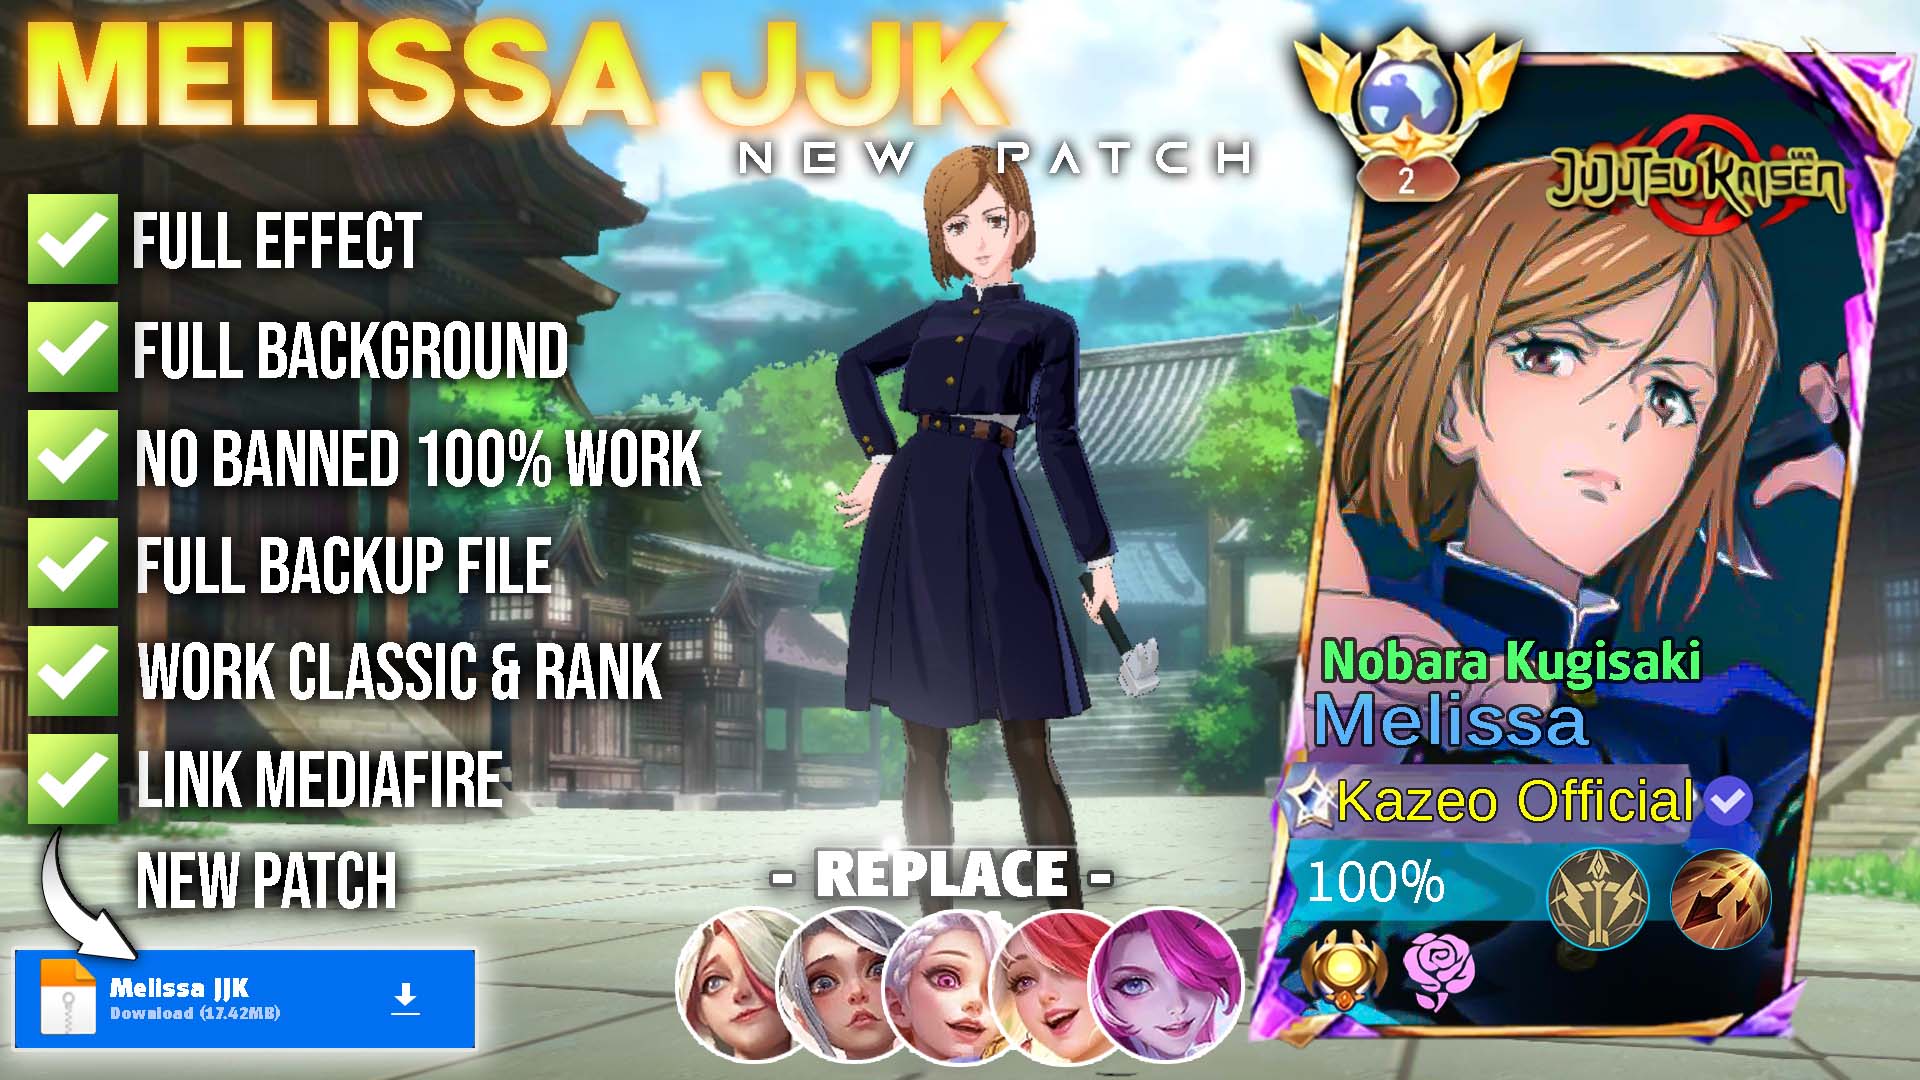 MELISSA JJK
NEW PATCH
FULL EFFECT
FULL BACKGROUND
NO BANNED 100% WORK
FULL BACKUP FILE
WORK CLASSIC & RANK
LINK MEDIAFIRE
NEW PATCH
Melissa JJK
Download (17.42MB)
- REPLACE -
2
JUJUTSU KAISEN
Nobara Kugisaki
Melissa
Kazeo Official
100%